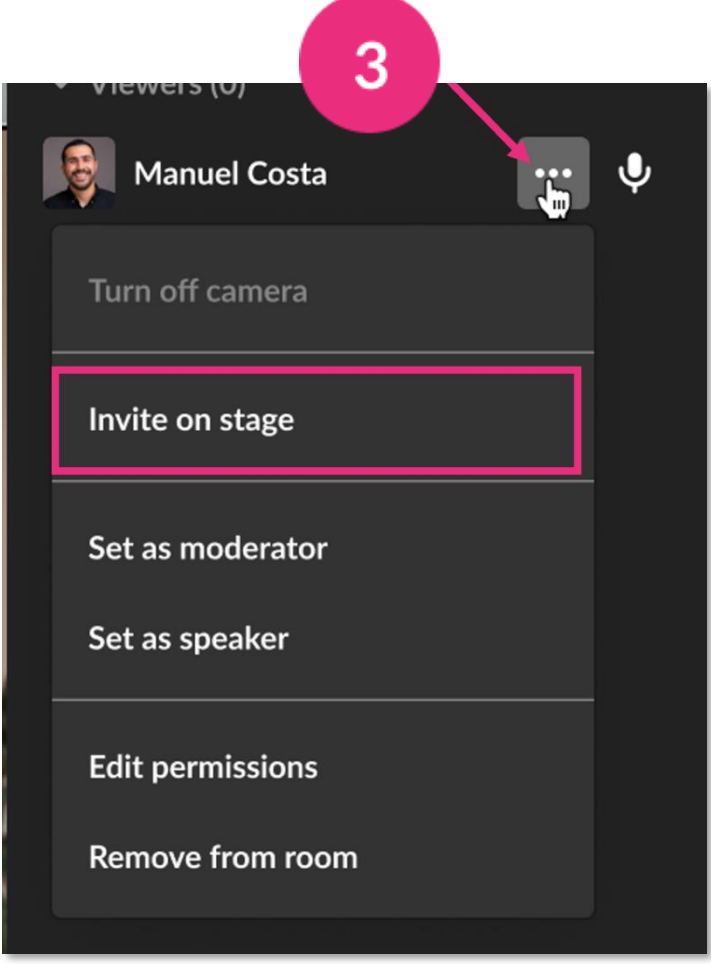 3
Viewers (0)
Manuel Costa
Turn off camera
Invite on stage
Set as moderator
Set as speaker
Edit permissions
Remove from room